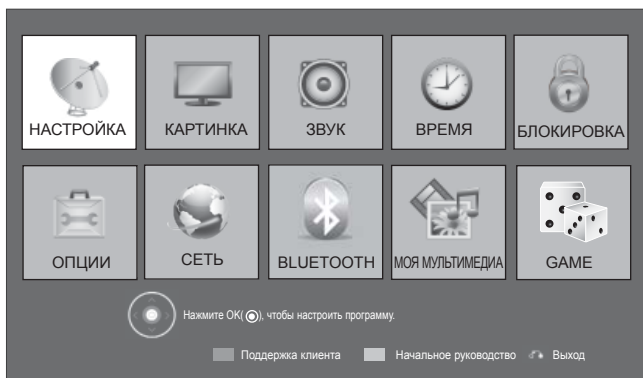 НАСТРОЙКА КАРТИНКА ЗВУК ВРЕМЯ БЛОКИРОВКА
ОПЦИИ СЕТЬ BLUETOOTH МОЯ МУЛЬТИМЕДИА GAME
Нажмите OK(◉), чтобы настроить программу.
Поддержка клиента Начальное руководство Выход